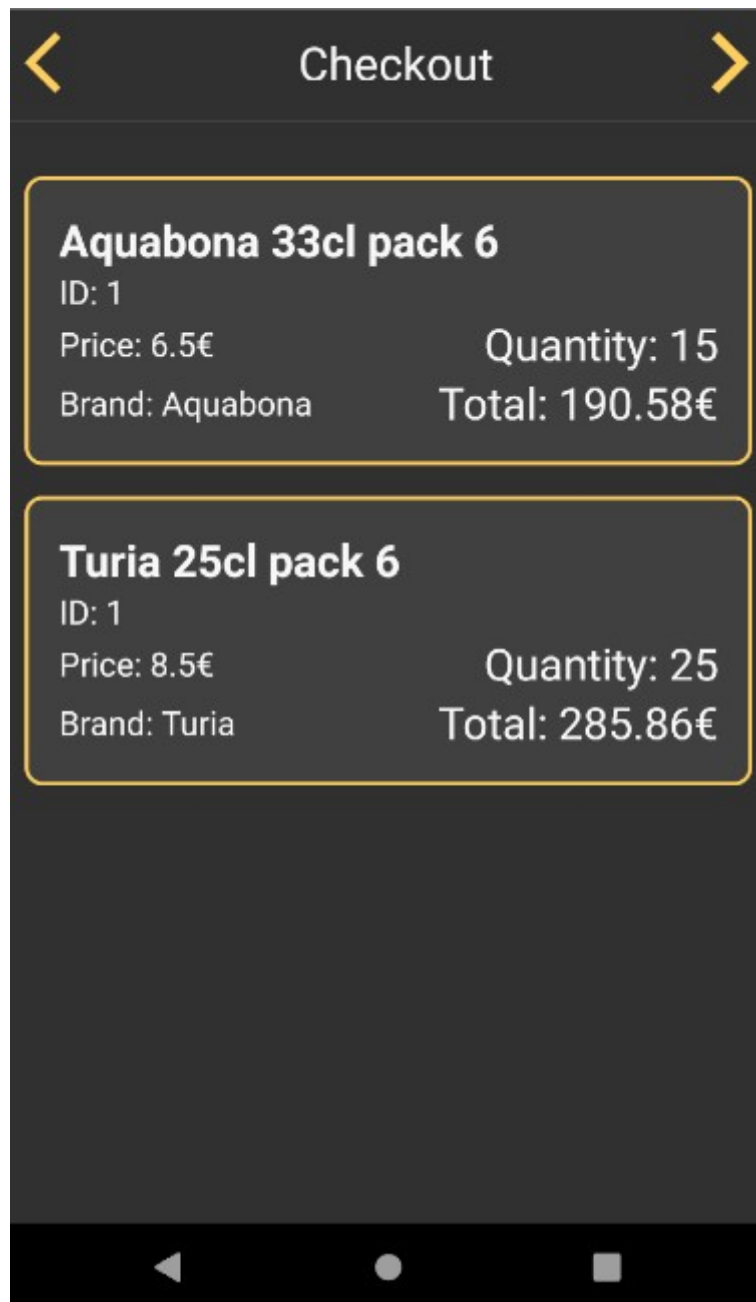 Checkout
Aquabona 33cl pack 6
ID: 1
Price: 6.5€
Quantity: 15
Brand: Aquabona
Total: 190.58€
Turia 25cl pack 6
ID: 1
Price: 8.5€
Quantity: 25
Brand: Turia
Total: 285.86€